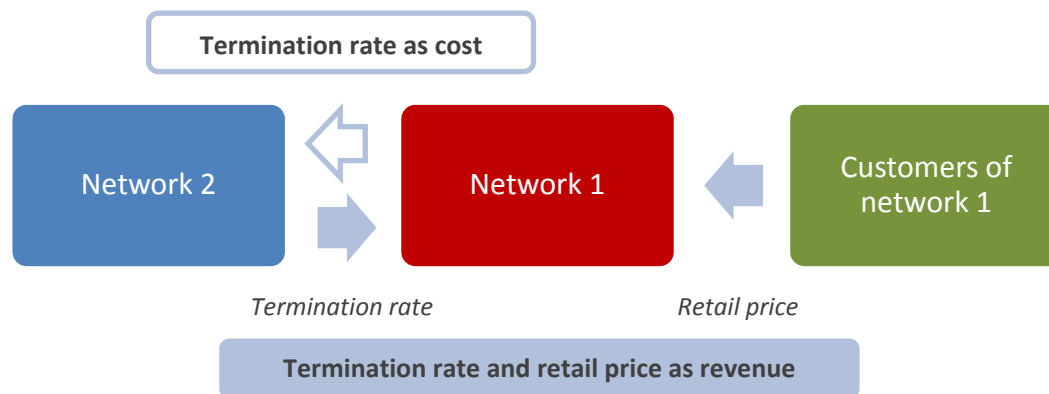 Termination rate as cost
Network 2
Network 1
Customers of
network 1
Termination rate
Retail price
Termination rate and retail price as revenue